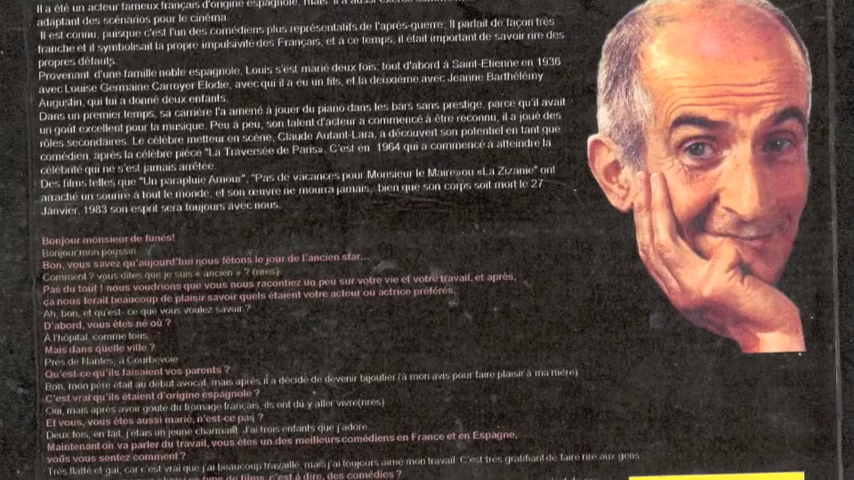 Il a été un acteur fameux français d'origine espagnole, mais il a aussi exercé
adaptant des scénarios pour le cinéma.
Il est connu, puisque c'est l'un des comédiens plus représentatifs de l'après-guerre; Il parlait de façon très
franche et il symbolisait la propre impulsivité des Français, et à ce temps, il était important de savoir rire des
propres défauts.
Provenant d'une famille noble espagnole, Louis s'est marié deux fois: tout d'abord à Saint-Etienne en 1936
avec Louise Germaine Carroyer Elodie, avec qui il a eu un fils, et la deuxième avec Jeanne Barthélémy
Augustin, qui lui a donné deux enfants.
Dans un premier temps, sa carrière l'a amené à jouer du piano dans les bars sans prestige, parce qu'il avait
un goût excellent pour la musique. Peu à peu, son talent d'acteur a commencé à être reconnu, il a joué des
rôles secondaires. Le célèbre metteur en scène, Claude Autant-Lara, a découvert son potentiel en tant que
comédien, après la célèbre pièce "La Traversée de Paris». C'est en 1964 qui a commencée a atteindre la
célébrité qui ne s'est jamais arrêtée.
Des films telles que "Un parapluie Amour", "Pas de vacances pour Monsieur le Maire»ou «La Zizanie" ont
arraché un sourire à tout le monde, et son œuvre ne mourra jamais, bien que son corps soit mort le 27
Janvier, 1983 son esprit sera toujours avec nous.
Bonjour monsieur de funés!
Bonjour mon poussin.
Bon, vous savez qu'aujourd'hui nous fêtons le jour de l'ancien star...
Comment ? vous dites que je suis « ancien » ? (rires)
Pas du tout ! nous voudrions que vous nous racontiez un peu sur votre vie et votre travail, et après,
ça nous ferait beaucoup de plaisir savoir quels étaient votre acteur ou actrice préférés.
Ah, bon, et qu'est- ce que vous voulez savoir ?
D'abord, vous êtes né où ?
À l'hôpital, comme tous.
Mais dans quelle ville ?
Près de Nantes, à Courbevoie
Qu'est-ce qu'ils faisaient vos parents ?
Bon, mon père était au début avocat, mais après il a décidé de devenir bijoutier (à mon avis pour faire plaisir à ma mère)
C'est vrai qu'ils étaient d'origine espagnole ?
Oui, mais après avoir goûté du fromage français, ils ont dû y aller vivre(rires)
Et vous, vous êtes aussi marié, n'est-ce pas ?
Deux fois, en fait, j'étais un jeune charmant. J'ai trois enfants que j'adore.
Maintenant on va parler du travail, vous êtes un des meilleurs comédiens en France et en Espagne,
vous vous sentez comment ?
Très flatté et gai, car c'est vrai que j'ai beaucoup travaillé, mais j'ai toujours aimé mon travail. C'est très gratifiant de faire rire aux gens
type de films, c'est à dire, des comédies ?